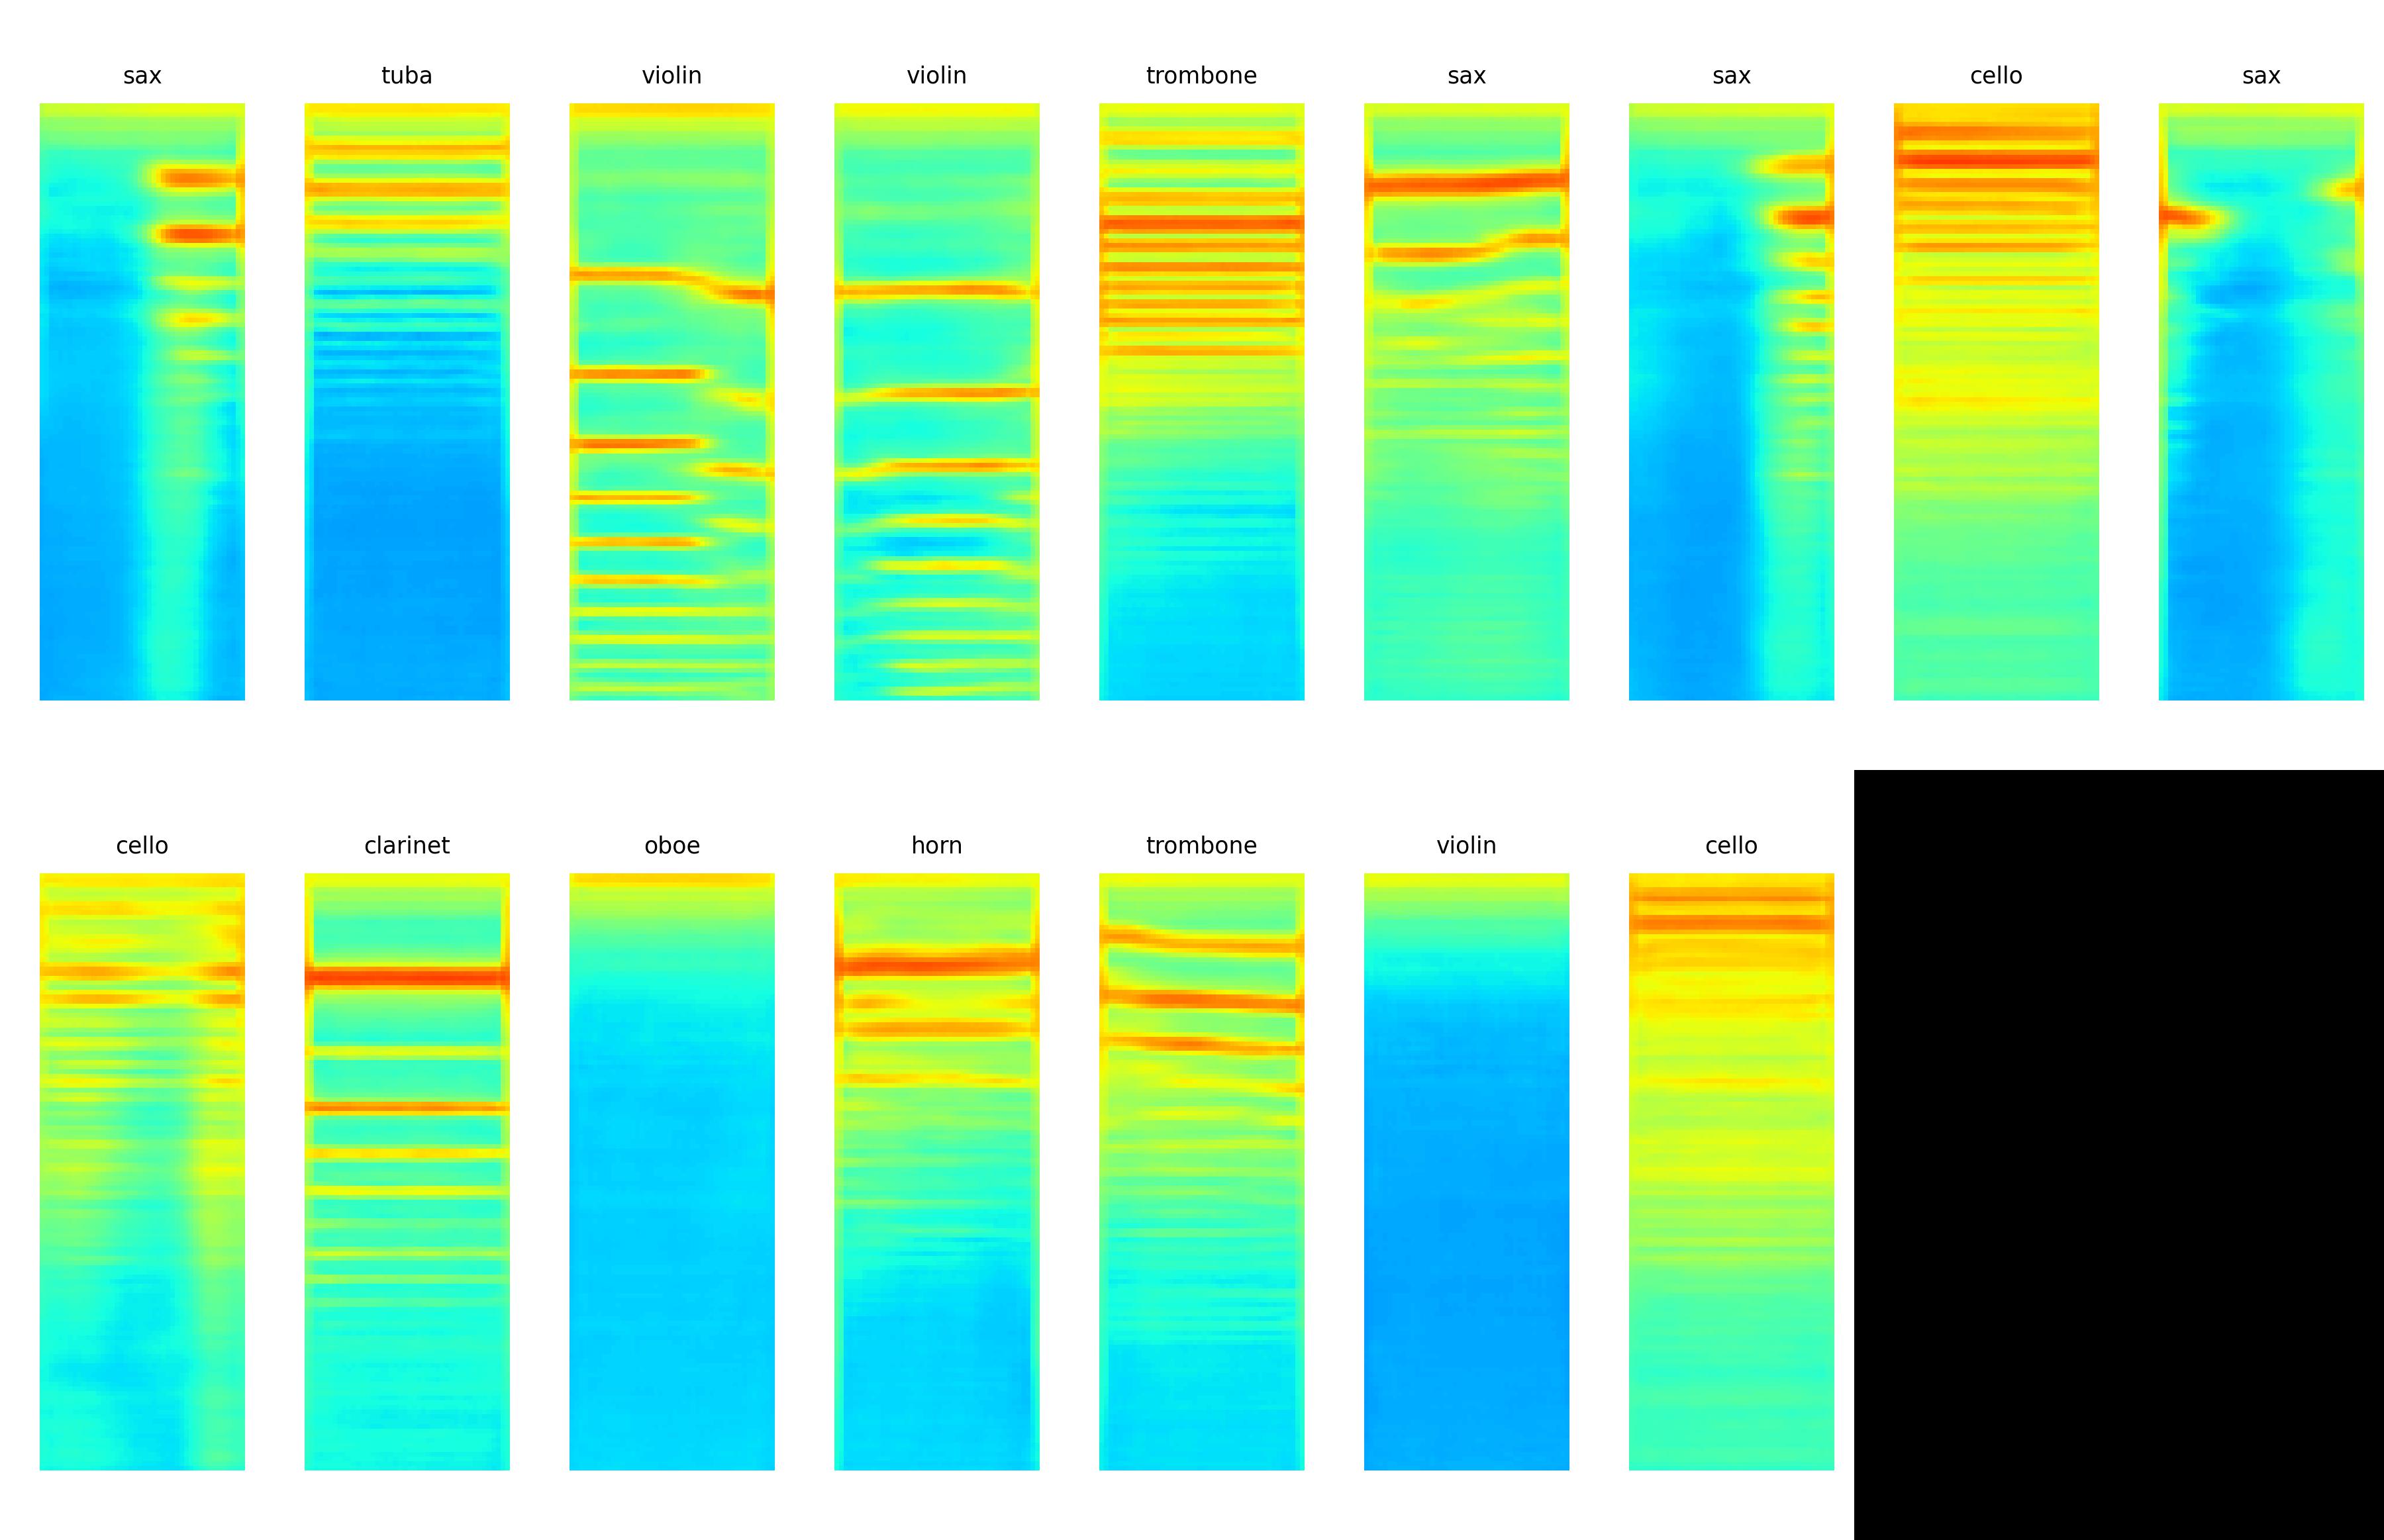 sax tuba violin violin trombone sax sax cello sax
cello clarinet oboe horn trombone violin cello